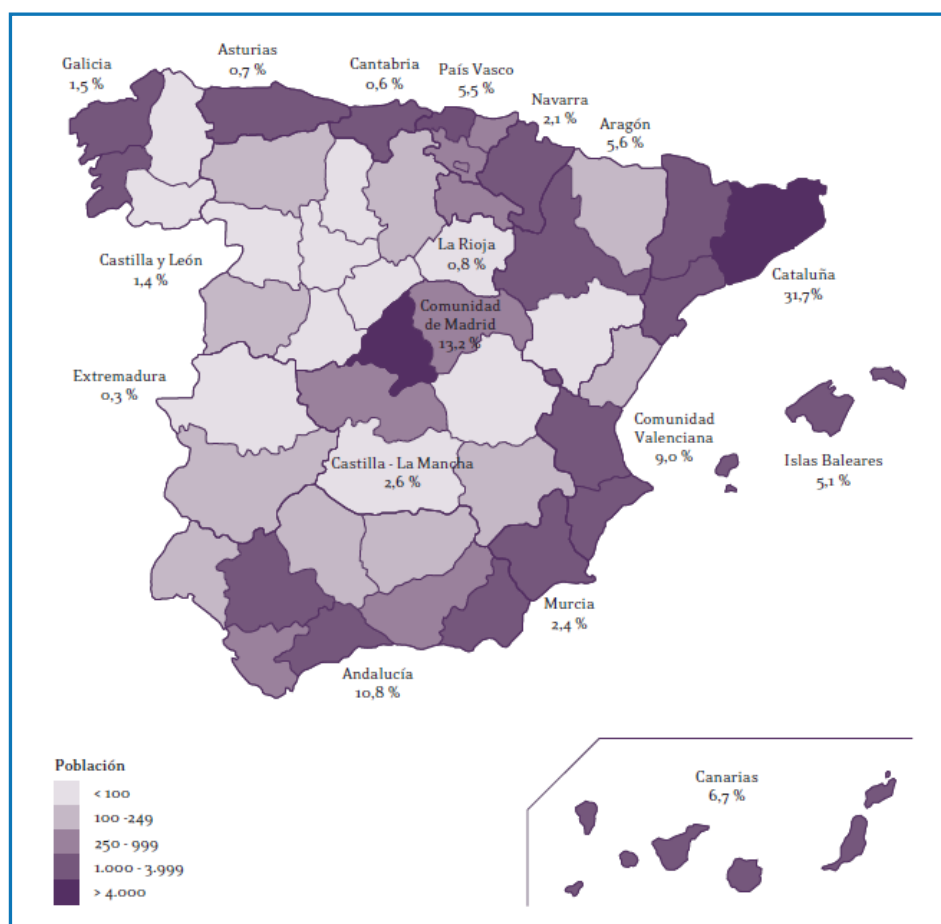 Asturias
0,7 %
Galicia
1,5 %
Cantabria
0,6 %
País Vasco
5,5 %
Navarra
2,1 %
Aragón
5,6 %
La Rioja
0,8 %
Castilla y León
1,4 %
Cataluña
31,7%
Comunidad
de Madrid
13,2 %
Extremadura
0,3 %
Comunidad
Valenciana
9,0 %
Islas Baleares
5,1 %
Castilla - La Mancha
2,6 %
Murcia
2,4 %
Andalucía
10,8 %
Población
< 100
100 -249
250 - 999
1.000 - 3.999
> 4.000
Canarias
6,7 %